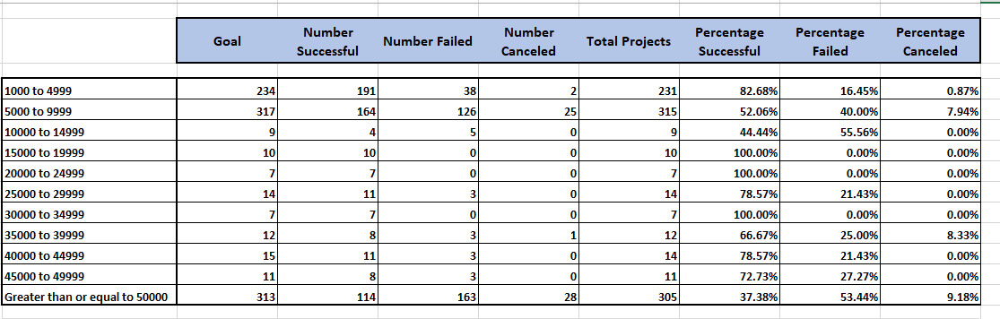 Goal Number Successful Number Failed Number Canceled Total Projects Percentage Successful Percentage Failed Percentage Canceled
1000 to 4999 234 191 38 2 231 82.68% 16.45% 0.87%
5000 to 9999 317 164 126 25 315 52.06% 40.00% 7.94%
10000 to 14999 9 4 5 0 9 44.44% 55.56% 0.00%
15000 to 19999 10 10 0 0 10 100.00% 0.00% 0.00%
20000 to 24999 7 7 0 0 7 100.00% 0.00% 0.00%
25000 to 29999 14 11 3 0 14 78.57% 21.43% 0.00%
30000 to 34999 7 7 0 0 7 100.00% 0.00% 0.00%
35000 to 39999 12 8 3 1 12 66.67% 25.00% 8.33%
40000 to 44999 15 11 3 0 14 78.57% 21.43% 0.00%
45000 to 49999 11 8 3 0 11 72.73% 27.27% 0.00%
Greater than or equal to 50000 313 114 163 28 305 37.38% 53.44% 9.18%